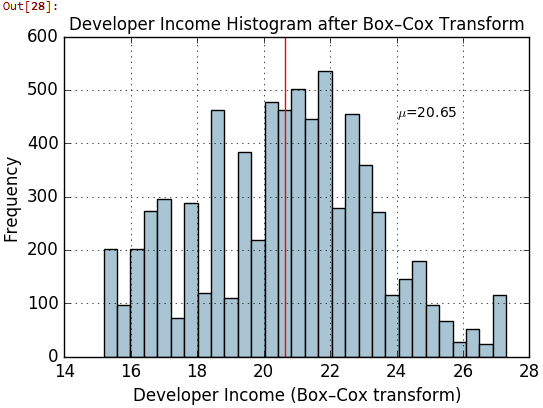 Out[28]:
Developer Income Histogram after Box–Cox Transform
600
500
400
300
200
100
0
μ=20.65
Frequency
14 16 18 20 22 24 26 28
Developer Income (Box–Cox transform)